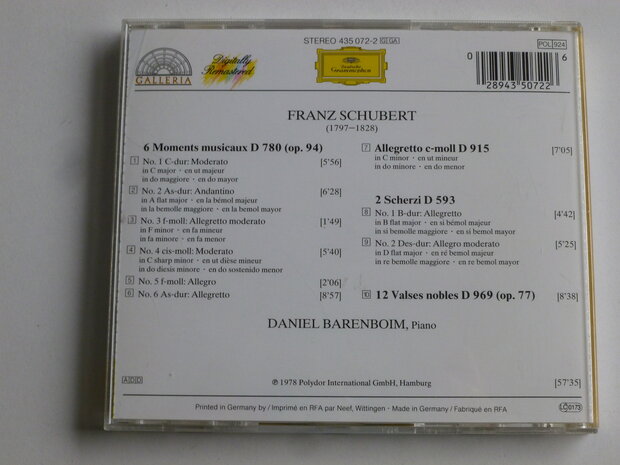 STEREO 435 072-2 GI GA
POL 924
GALLERIA
Digitally
Remastered
Deutsche
Grammophon
0 28943 50722 6
FRANZ SCHUBERT
(1797–1828)
6 Moments musicaux D 780 (op. 94)
1 No. 1 C-dur: Moderato [5'56]
in C major · en ut majeur
in do maggiore · en do mayor
2 No. 2 As-dur: Andantino [6'28]
in A flat major · en la bémol majeur
in la bemolle maggiore · en la bemol mayor
3 No. 3 f-moll: Allegretto moderato [1'49]
in F minor · en fa mineur
in fa minore · en fa menor
4 No. 4 cis-moll: Moderato [5'40]
in C sharp minor · en ut dièse mineur
in do diesis minore · en do sostenido menor
5 No. 5 f-moll: Allegro [2'06]
6 No. 6 As-dur: Allegretto [8'57]
7 Allegretto c-moll D 915 [7'05]
in C minor · en ut mineur
in do minore · en do menor
2 Scherzi D 593
8 No. 1 B-dur: Allegretto [4'42]
in B flat major · en si bémol majeur
in si bemolle maggiore · en si bemol mayor
9 No. 2 Des-dur: Allegro moderato [5'25]
in D flat major · en ré bemol majeur
in re bemolle maggiore · en re bemol mayor
10 12 Valses nobles D 969 (op. 77) [8'38]
DANIEL BARENBOIM, Piano
ADD
℗ 1978 Polydor International GmbH, Hamburg
[57'35]
Printed in Germany by / Imprimé en RFA par Neef, Wittingen · Made in Germany / Fabriqué en RFA
LC 0173